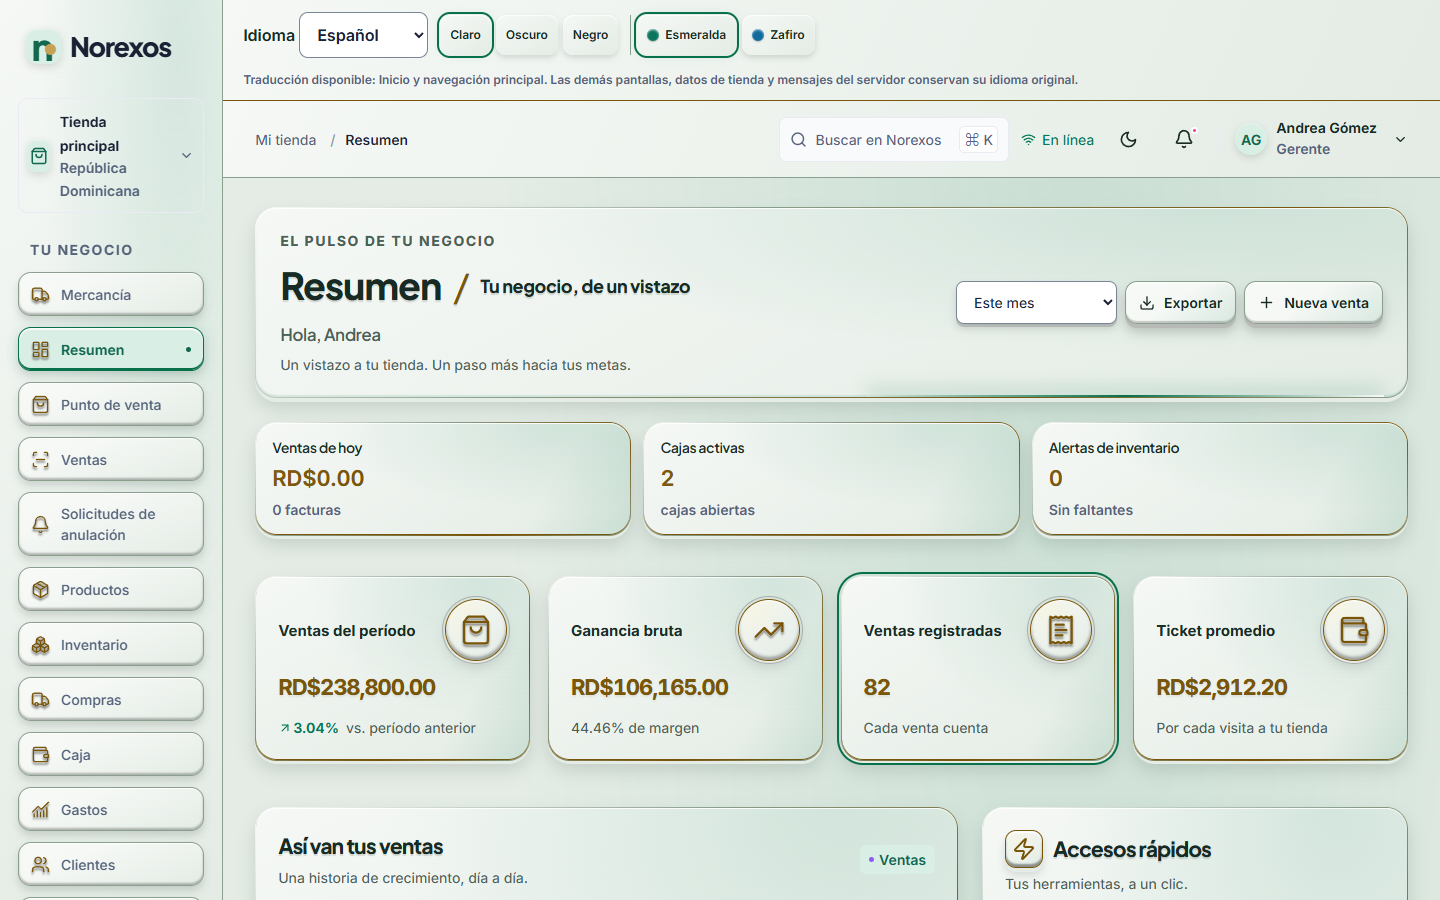 Norexos
Tienda
principal
República
Dominicana
TU NEGOCIO
Mercancía
Resumen
Punto de venta
Ventas
Solicitudes de
anulación
Productos
Inventario
Compras
Caja
Gastos
Clientes
Idioma Español Claro Oscuro Negro Esmeralda Zafiro
Traducción disponible: Inicio y navegación principal. Las demás pantallas, datos de tienda y mensajes del servidor conservan su idioma original.
Mi tienda / Resumen
Buscar en Norexos ⌘ K
En línea
AG
Andrea Gómez
Gerente
EL PULSO DE TU NEGOCIO
Resumen / Tu negocio, de un vistazo
Hola, Andrea
Un vistazo a tu tienda. Un paso más hacia tus metas.
Este mes Exportar Nueva venta
Ventas de hoy
RD$0.00
0 facturas
Cajas activas
2
cajas abiertas
Alertas de inventario
0
Sin faltantes
Ventas del período
RD$238,800.00
3.04% vs. período anterior
Ganancia bruta
RD$106,165.00
44.46% de margen
Ventas registradas
82
Cada venta cuenta
Ticket promedio
RD$2,912.20
Por cada visita a tu tienda
Así van tus ventas
Una historia de crecimiento, día a día.
Ventas
Accesos rápidos
Tus herramientas, a un clic.